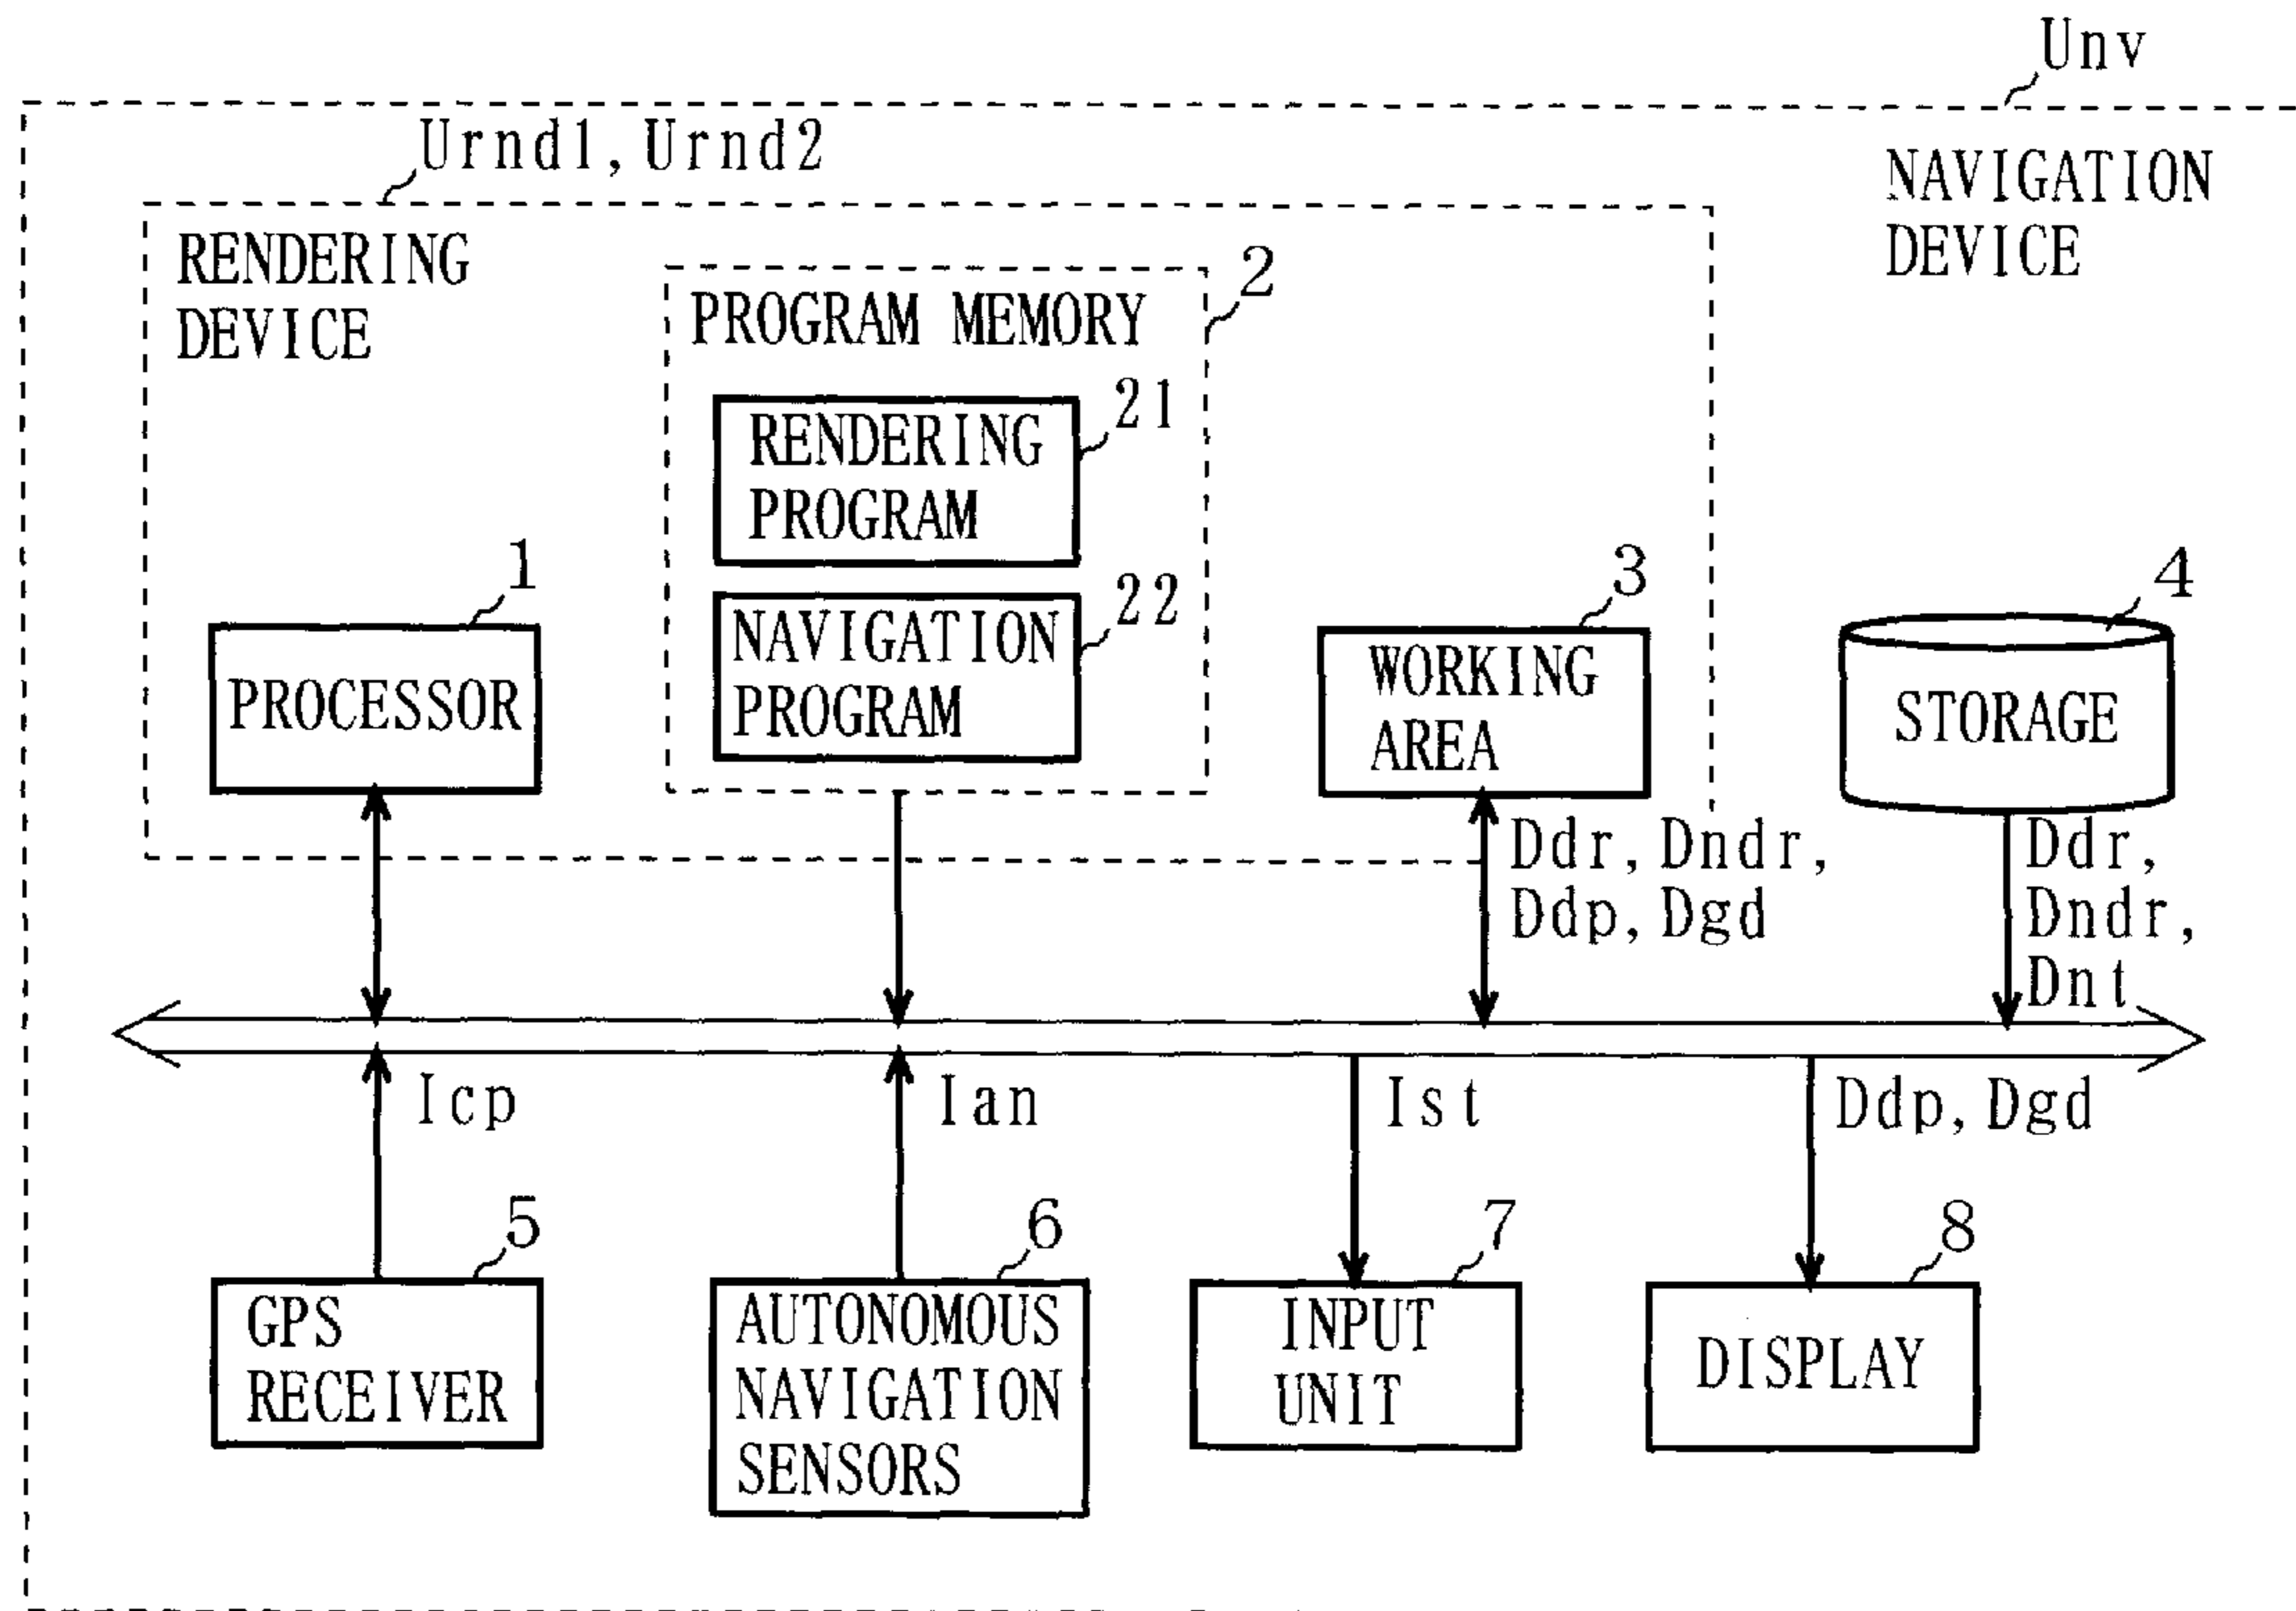 Unv
Urnd1, Urnd2
NAVIGATION
DEVICE
RENDERING
DEVICE
2
PROGRAM MEMORY
21
RENDERING
PROGRAM
1
PROCESSOR
22
NAVIGATION
PROGRAM
3
WORKING
AREA
4
STORAGE
Ddr, Dndr,
Ddp, Dgd
Ddr,
Dndr,
Dnt
Icp
Ian
Ist
Ddp, Dgd
5
GPS
RECEIVER
6
AUTONOMOUS
NAVIGATION
SENSORS
7
INPUT
UNIT
8
DISPLAY